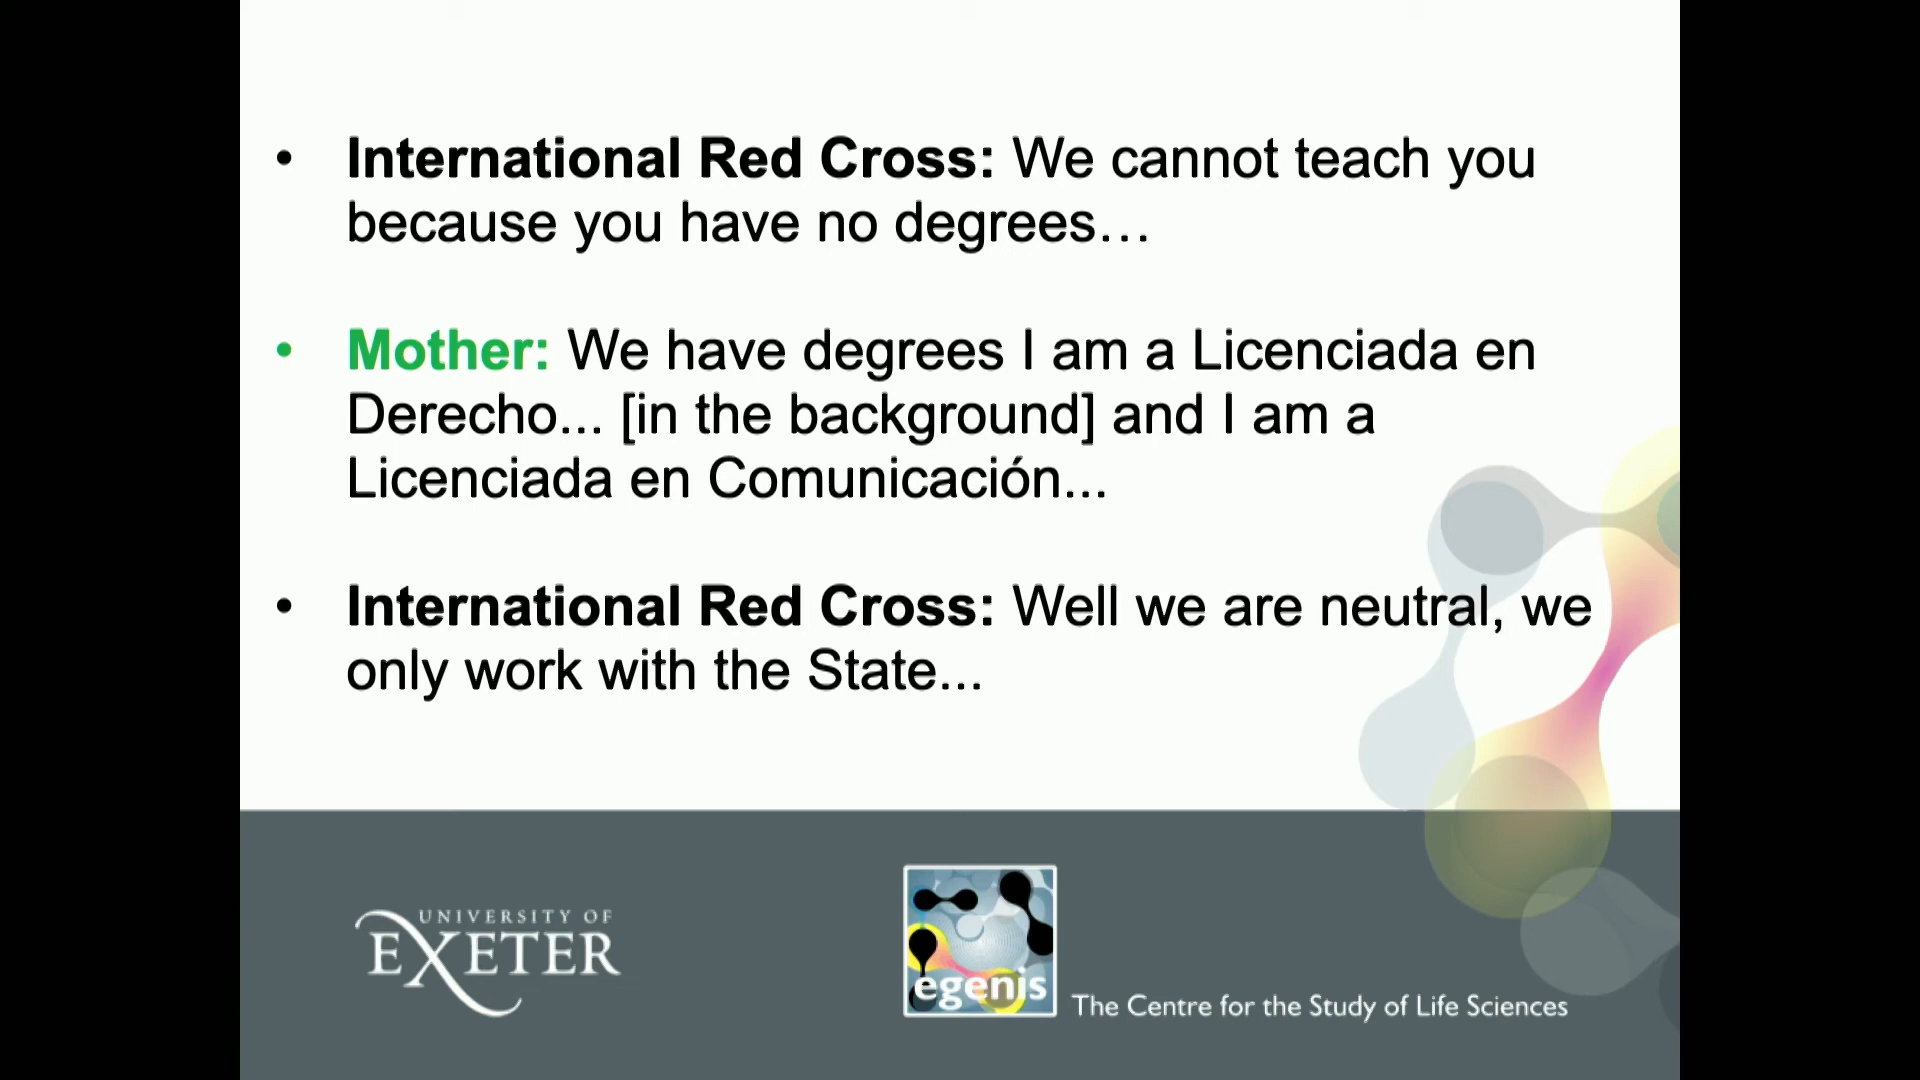 • International Red Cross: We cannot teach you
because you have no degrees…
• Mother: We have degrees I am a Licenciada en
Derecho... [in the background] and I am a
Licenciada en Comunicación...
• International Red Cross: Well we are neutral, we
only work with the State...
UNIVERSITY OF
EXETER
egenis
The Centre for the Study of Life Sciences